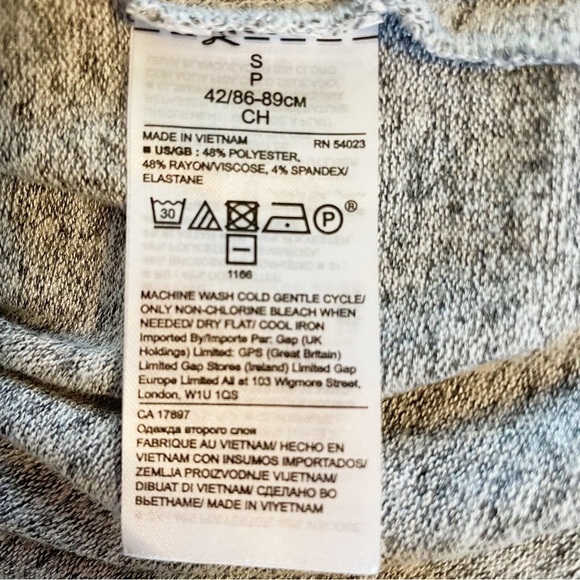 S
P
42/86-89CM
CH
MADE IN VIETNAM RN 54023
■ US/GB : 48% POLYESTER,
48% RAYON/VISCOSE, 4% SPANDEX/
ELASTANE
30 P ®
1166
MACHINE WASH COLD GENTLE CYCLE/
ONLY NON-CHLORINE BLEACH WHEN
NEEDED/ DRY FLAT/ COOL IRON
Imported By/Importe Par: Gap (UK
Holdings) Limited: GPS (Great Britain)
Limited Gap Stores (Ireland) Limited Gap
Europe Limited All at 103 Wigmore Street,
London, W1U 1QS
CA 17897
Одежда второго слоя
FABRIQUE AU VIETNAM/ HECHO EN
VIETNAM CON INSUMOS IMPORTADOS/
ZEMLJA PROIZVODNJE VIJETNAM/
DIBUAT DI VIETNAM/ СДЕЛАНО ВО
ВЬЕТНАМЕ/ MADE IN VIYETNAM